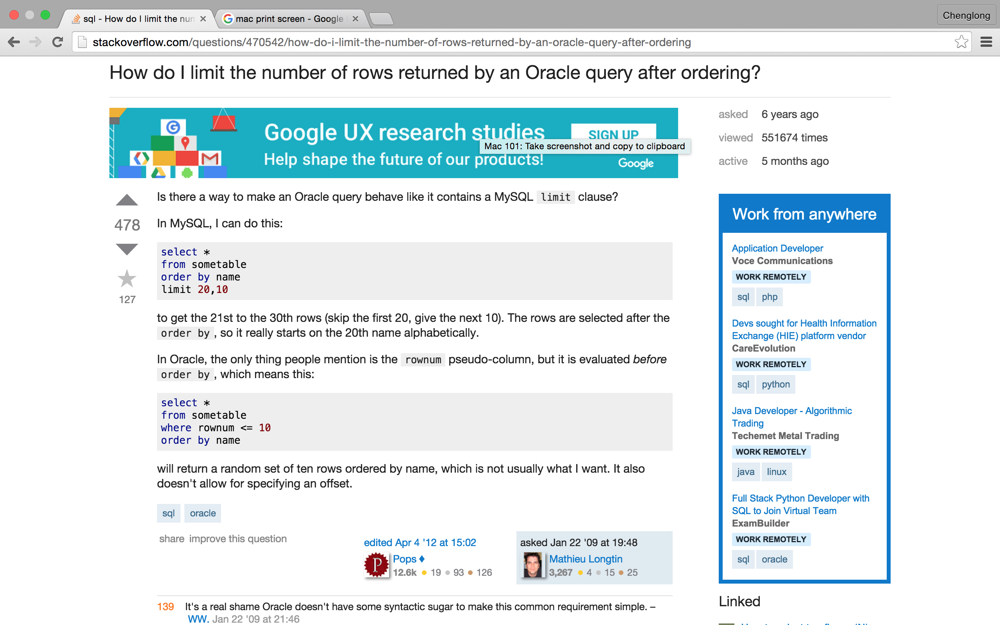 sql - How do I limit the num
mac print screen - Google
Chenglong
stackoverflow.com/questions/470542/how-do-i-limit-the-number-of-rows-returned-by-an-oracle-query-after-ordering
How do I limit the number of rows returned by an Oracle query after ordering?
Google UX research studies
SIGN UP
Mac 101: Take screenshot and copy to clipboard
Help shape the future of our products!
Google
asked 6 years ago
viewed 551674 times
active 5 months ago
478
127
Is there a way to make an Oracle query behave like it contains a MySQL limit clause?
In MySQL, I can do this:
select *
from sometable
order by name
limit 20,10
to get the 21st to the 30th rows (skip the first 20, give the next 10). The rows are selected after the
order by , so it really starts on the 20th name alphabetically.
In Oracle, the only thing people mention is the rownum pseudo-column, but it is evaluated before
order by , which means this:
select *
from sometable
where rownum <= 10
order by name
will return a random set of ten rows ordered by name, which is not usually what I want. It also
doesn't allow for specifying an offset.
sql oracle
share improve this question
edited Apr 4 '12 at 15:02
P
Pops ♦
12.6k ● 19 ● 93 ● 126
asked Jan 22 '09 at 19:48
Mathieu Longtin
3,267 ● 4 ● 15 ● 25
139 It's a real shame Oracle doesn't have some syntactic sugar to make this common requirement simple. –
WW. Jan 22 '09 at 21:46
Work from anywhere
Application Developer
Voce Communications
WORK REMOTELY
sql php
Devs sought for Health Information
Exchange (HIE) platform vendor
CareEvolution
WORK REMOTELY
sql python
Java Developer - Algorithmic
Trading
Techemet Metal Trading
WORK REMOTELY
java linux
Full Stack Python Developer with
SQL to Join Virtual Team
ExamBuilder
WORK REMOTELY
sql oracle
Linked